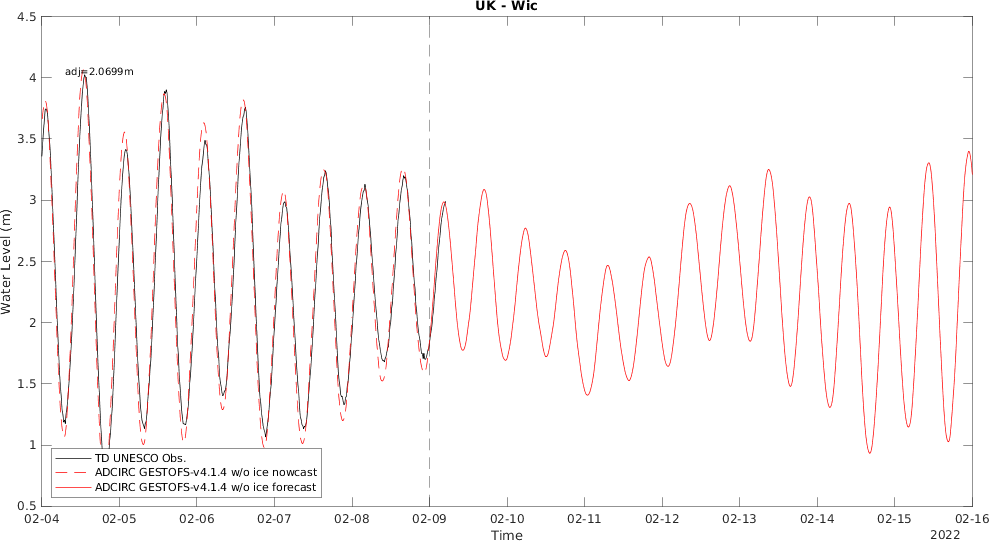 UK - Wic
4.5
4
3.5
3
2.5
2
1.5
1
0.5
Water Level (m)
adj=2.0699m
TD UNESCO Obs.
ADCIRC GESTOFS-v4.1.4 w/o ice nowcast
ADCIRC GESTOFS-v4.1.4 w/o ice forecast
02-04 02-05 02-06 02-07 02-08 02-09 02-10 02-11 02-12 02-13 02-14 02-15 02-16
Time
2022